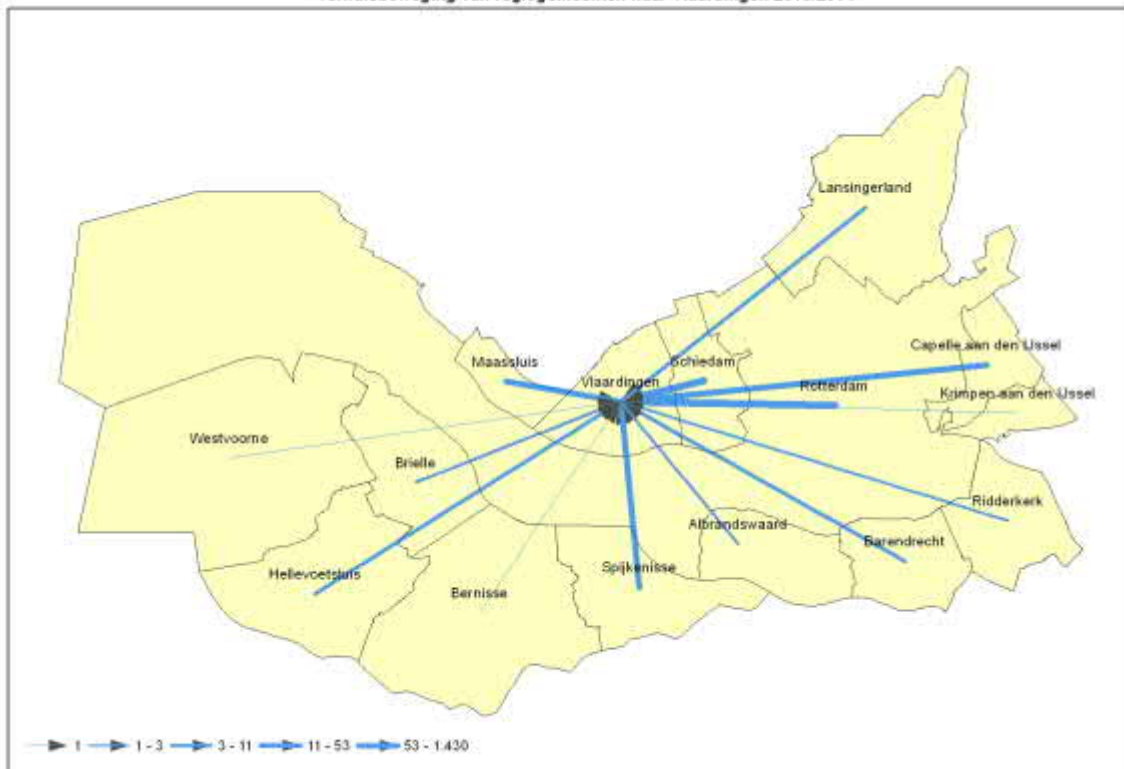 Lansingerland
Capelle aan den IJssel
Maassluis
Schiedam
Vlaardingen
Rotterdam
Krimpen aan den IJssel
Westvoorne
Brielle
Ridderkerk
Albrandswaard
Barendrecht
Hellevoetsluis
Spijkenisse
Bernisse
1 1 - 3 3 - 11 11 - 53 53 - 1.430